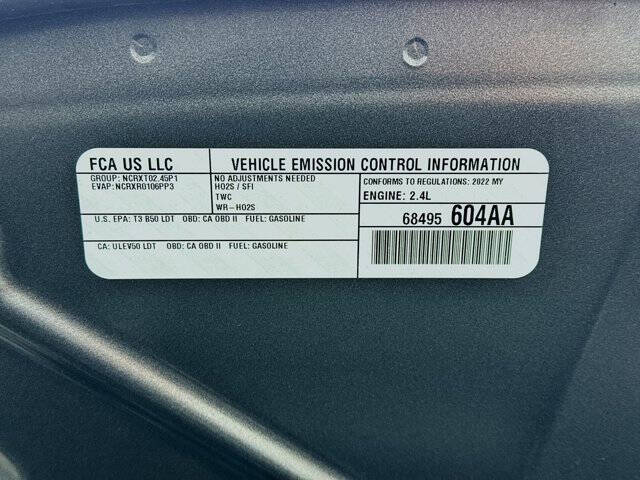 FCA US LLC
VEHICLE EMISSION CONTROL INFORMATION
GROUP: NCRXT02.45P1
EVAP: NCRXR0106PP3
NO ADJUSTMENTS NEEDED
HO2S / SFI
TWC
WR-HO2S
CONFORMS TO REGULATIONS: 2022 MY
ENGINE: 2.4L
U.S. EPA: T3 B50 LDT OBD: CA OBD II FUEL: GASOLINE
68495 604AA
CA: ULEV50 LDT OBD: CA OBD II FUEL: GASOLINE